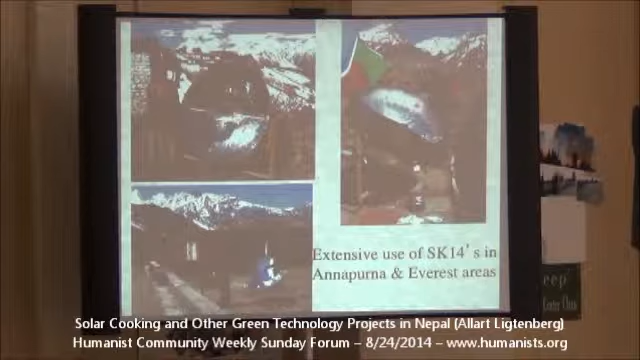 Extensive use of SK14's in
Annapurna & Everest areas
eep
Solar Cooking and Other Green Technology Projects in Nepal (Allart Ligtenberg)
Humanist Community Weekly Sunday Forum – 8/24/2014 – www.humanists.org